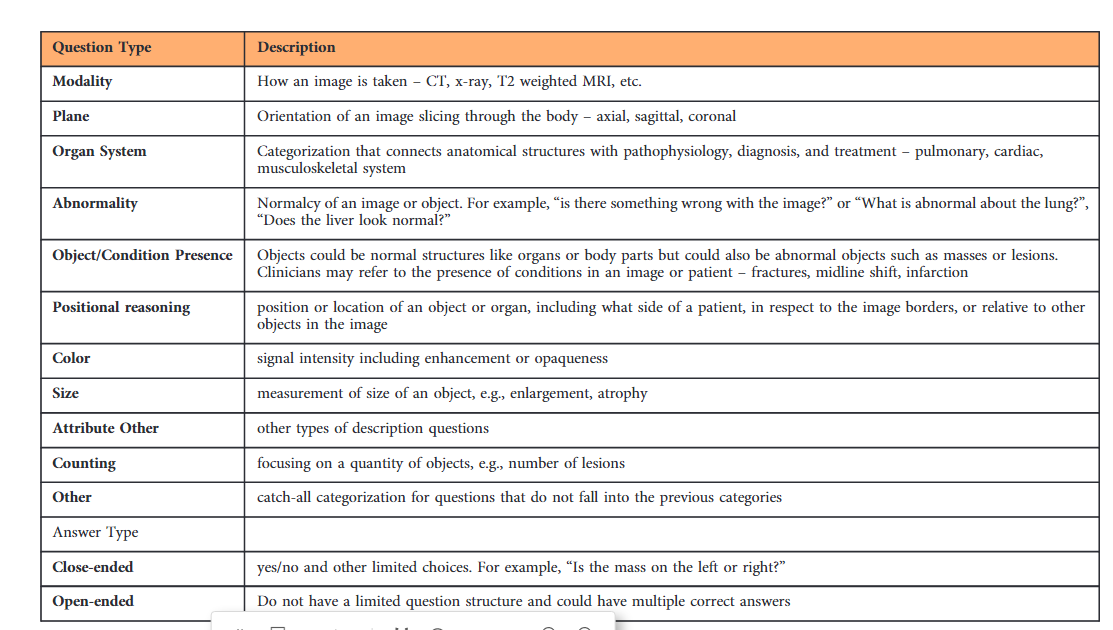 Question Type Description
Modality How an image is taken – CT, x-ray, T2 weighted MRI, etc.
Plane Orientation of an image slicing through the body – axial, sagittal, coronal
Organ System Categorization that connects anatomical structures with pathophysiology, diagnosis, and treatment – pulmonary, cardiac,
musculoskeletal system
Abnormality Normalcy of an image or object. For example, “is there something wrong with the image?” or “What is abnormal about the lung?”,
“Does the liver look normal?”
Object/Condition Presence Objects could be normal structures like organs or body parts but could also be abnormal objects such as masses or lesions.
Clinicians may refer to the presence of conditions in an image or patient – fractures, midline shift, infarction
Positional reasoning position or location of an object or organ, including what side of a patient, in respect to the image borders, or relative to other
objects in the image
Color signal intensity including enhancement or opaqueness
Size measurement of size of an object, e.g., enlargement, atrophy
Attribute Other other types of description questions
Counting focusing on a quantity of objects, e.g., number of lesions
Other catch-all categorization for questions that do not fall into the previous categories
Answer Type
Close-ended yes/no and other limited choices. For example, “Is the mass on the left or right?”
Open-ended Do not have a limited question structure and could have multiple correct answers